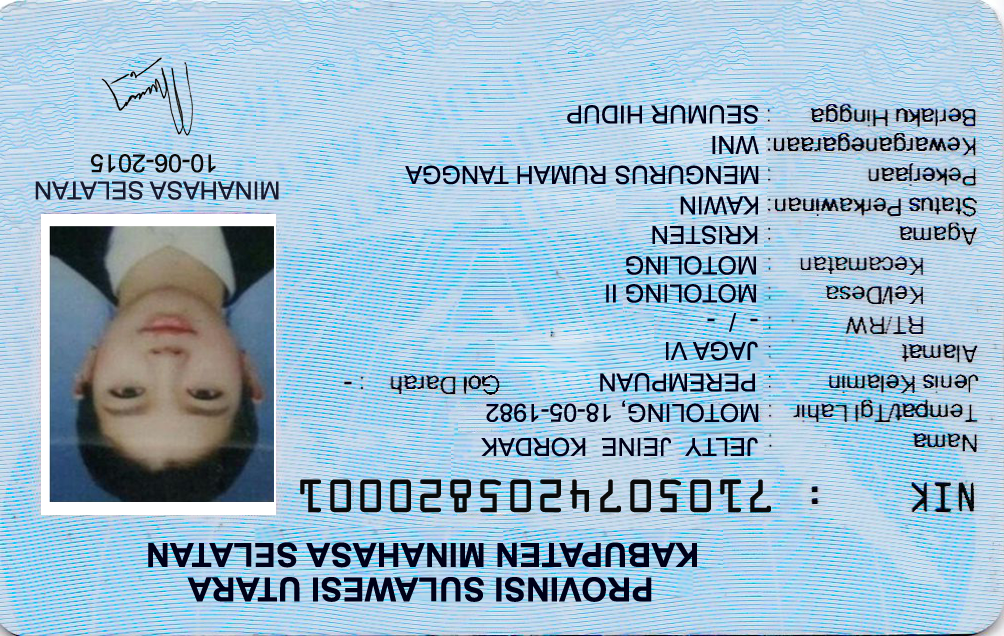 PROVINSI SULAWESI UTARA
KABUPATEN MINAHASA SELATAN
NIK : 7105074205820001
Nama : JELTY JEINE KORDAK
Tempat/Tgl Lahir : MOTOLING, 18-05-1982
Jenis Kelamin : PEREMPUAN Gol Darah : -
Alamat : JAGA VI
RT/RW : - / -
Kel/Desa : MOTOLING II
Kecamatan : MOTOLING
Agama : KRISTEN
Status Perkawinan: KAWIN
Pekerjaan : MENGURUS RUMAH TANGGA
Kewarganegaraan: WNI
Berlaku Hingga : SEUMUR HIDUP
MINAHASA SELATAN
10-06-2015